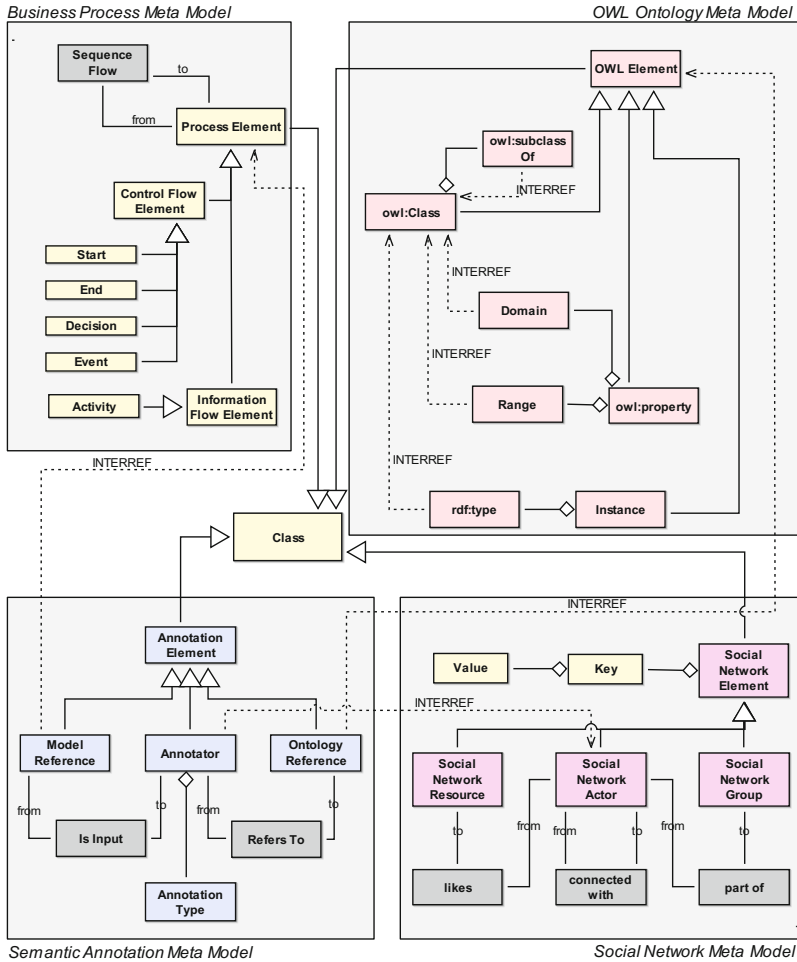 Business Process Meta Model
OWL Ontology Meta Model
Sequence
Flow
to
from
Process Element
Control Flow
Element
Start
End
Decision
Event
Activity
Information
Flow Element
INTERREF
OWL Element
owl:subclass
Of
INTERREF
owl:Class
INTERREF
Domain
INTERREF
Range
owl:property
INTERREF
rdf:type
Instance
Class
INTERREF
Annotation
Element
Model
Reference
Annotator
Ontology
Reference
INTERREF
from
to
from
to
Is Input
Refers To
Annotation
Type
Value
Key
Social
Network
Element
Social
Network
Resource
Social
Network
Actor
Social
Network
Group
to
from
from
to
from
to
likes
connected
with
part of
Semantic Annotation Meta Model
Social Network Meta Model